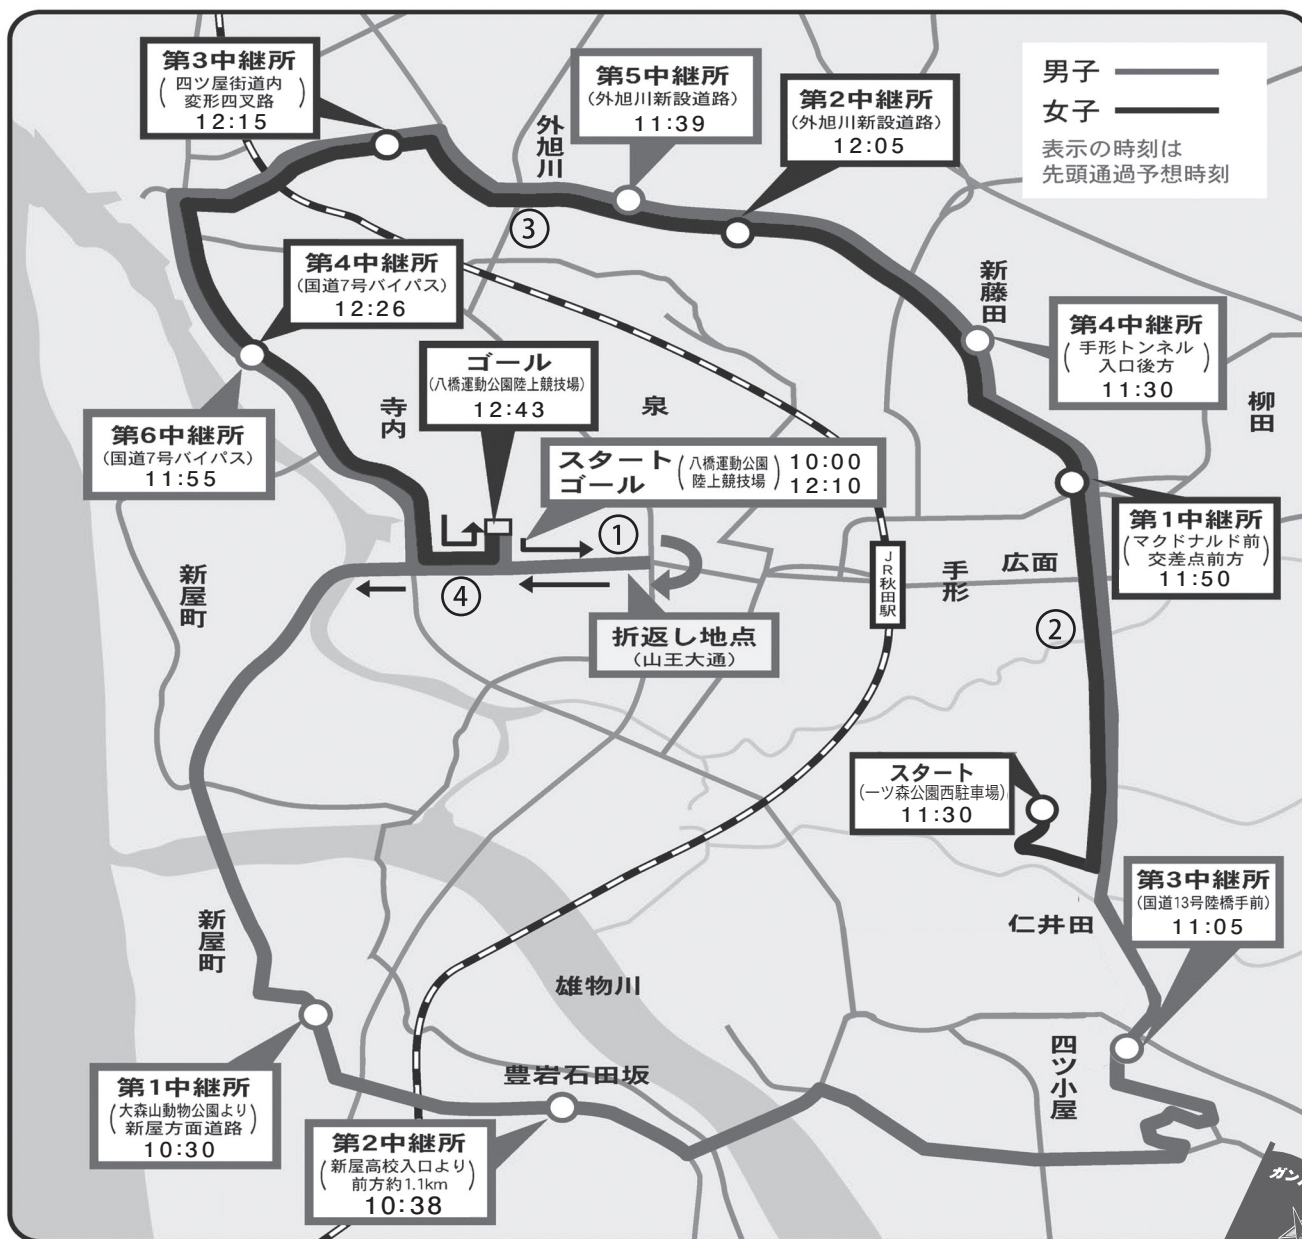 第3中継所
(四ツ屋街道内
変形四叉路)
12:15
第5中継所
(外旭川新設道路)
11:39
第2中継所
(外旭川新設道路)
12:05
男子
女子
表示の時刻は
先頭通過予想時刻
外旭川
③
第4中継所
(国道7号バイパス)
12:26
新藤田
第4中継所
(手形トンネル
入口後方)
11:30
柳田
ゴール
(八橋運動公園陸上競技場)
12:43
寺内
泉
第6中継所
(国道7号バイパス)
11:55
スタート
ゴール
(八橋運動公園
陸上競技場)
10:00
12:10
第1中継所
(マクドナルド前
交差点前方)
11:50
①
JR秋田駅
手形
広面
新屋町
④
②
折返し地点
(山王大通)
スタート
(一ツ森公園西駐車場)
11:30
第3中継所
(国道13号陸橋手前)
11:05
仁井田
新屋町
雄物川
四ツ小屋
豊岩石田坂
第1中継所
(大森山動物公園より
新屋方面道路)
10:30
第2中継所
(新屋高校入口より
前方約1.1km)
10:38